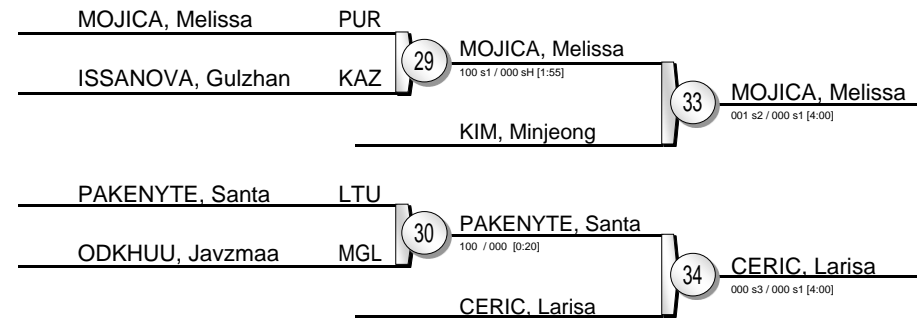 MOJICA, Melissa PUR
ISSANOVA, Gulzhan KAZ
29
MOJICA, Melissa
100 s1 / 000 sH [1:55]
KIM, Minjeong
33
MOJICA, Melissa
001 s2 / 000 s1 [4:00]
PAKENYTE, Santa LTU
ODKHUU, Javzmaa MGL
30
PAKENYTE, Santa
100 / 000 [0:20]
CERIC, Larisa
34
CERIC, Larisa
000 s3 / 000 s1 [4:00]